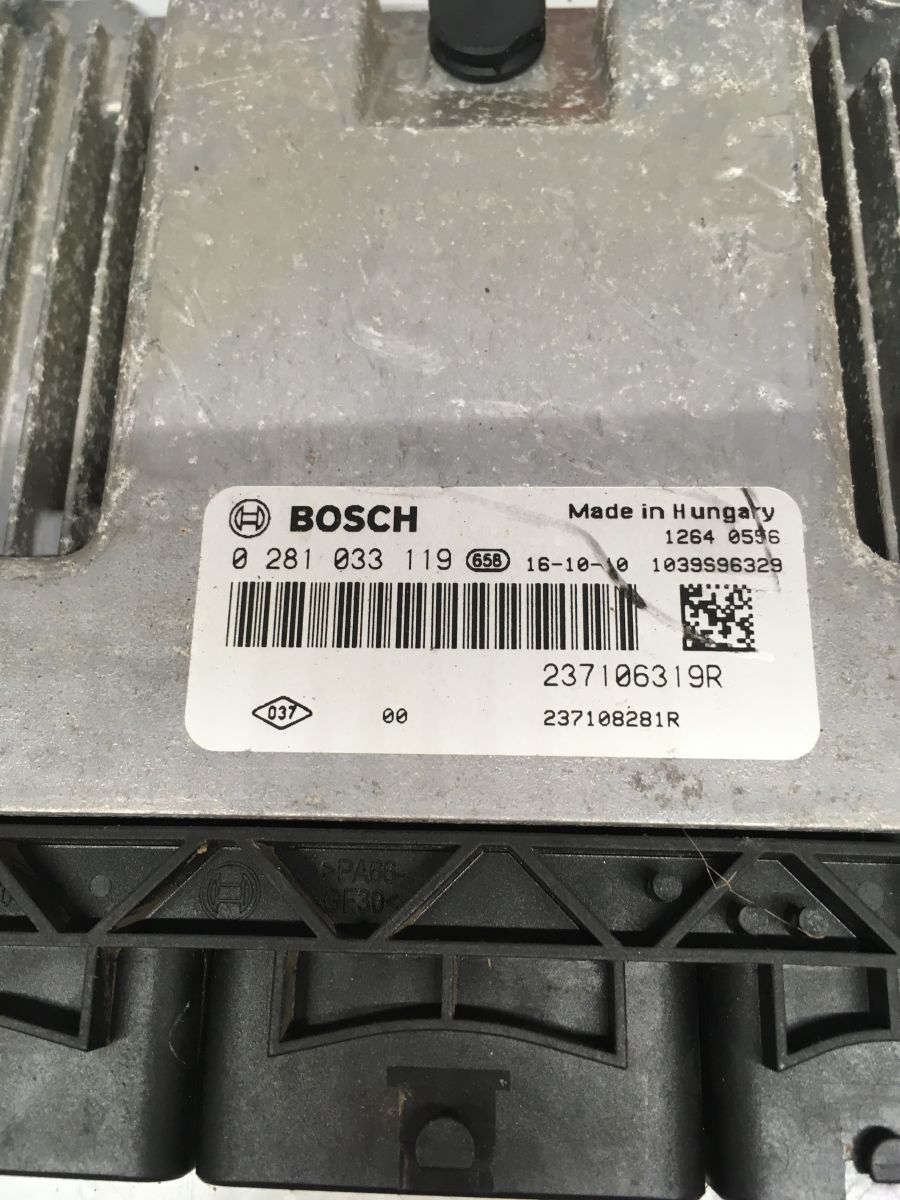 BOSCH Made in Hungary
1264 0556
0 281 033 119 658 16-10-10 1039S96329
237106319R
037 00 237108281R
>PA66-
GF30<